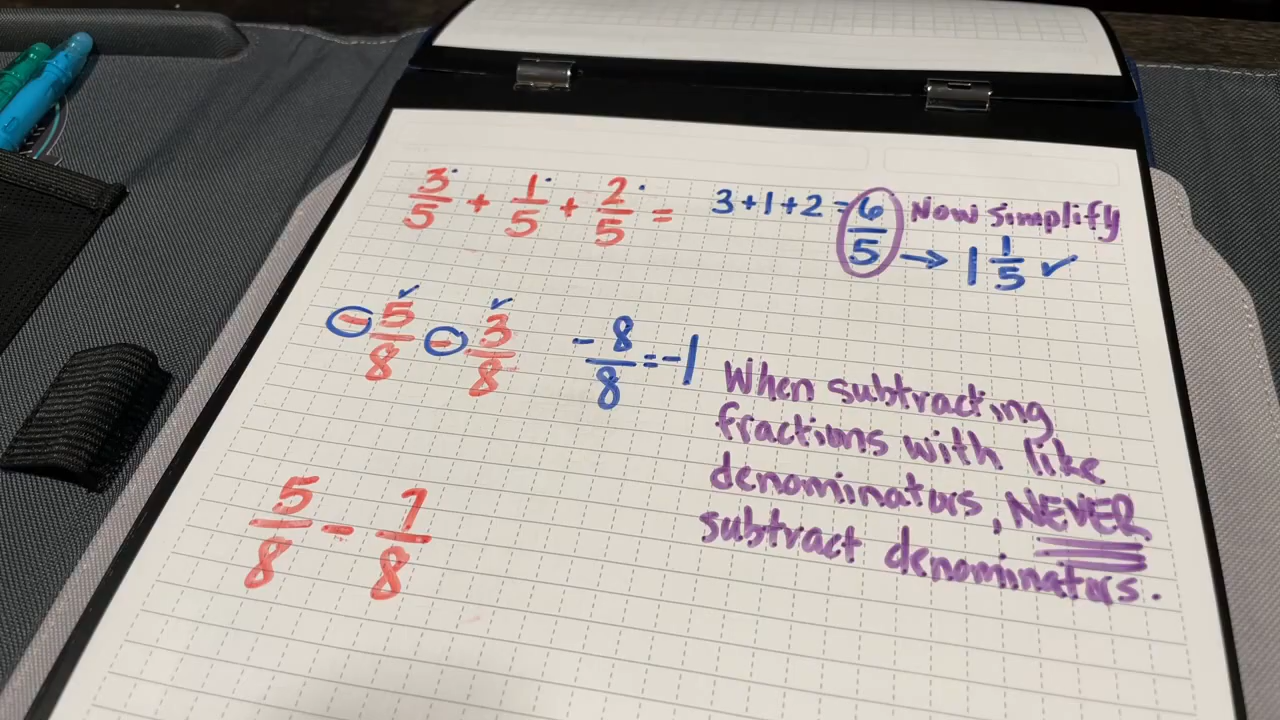 3/5 + 1/5 + 2/5 = 3+1+2 = 6/5 Now simplify
→ 1 1/5 ✓
- 5/8 - 3/8 -8/8 = -1
When subtracting
fractions with like
denominators, NEVER
subtract denominators.
5/8 - 7/8